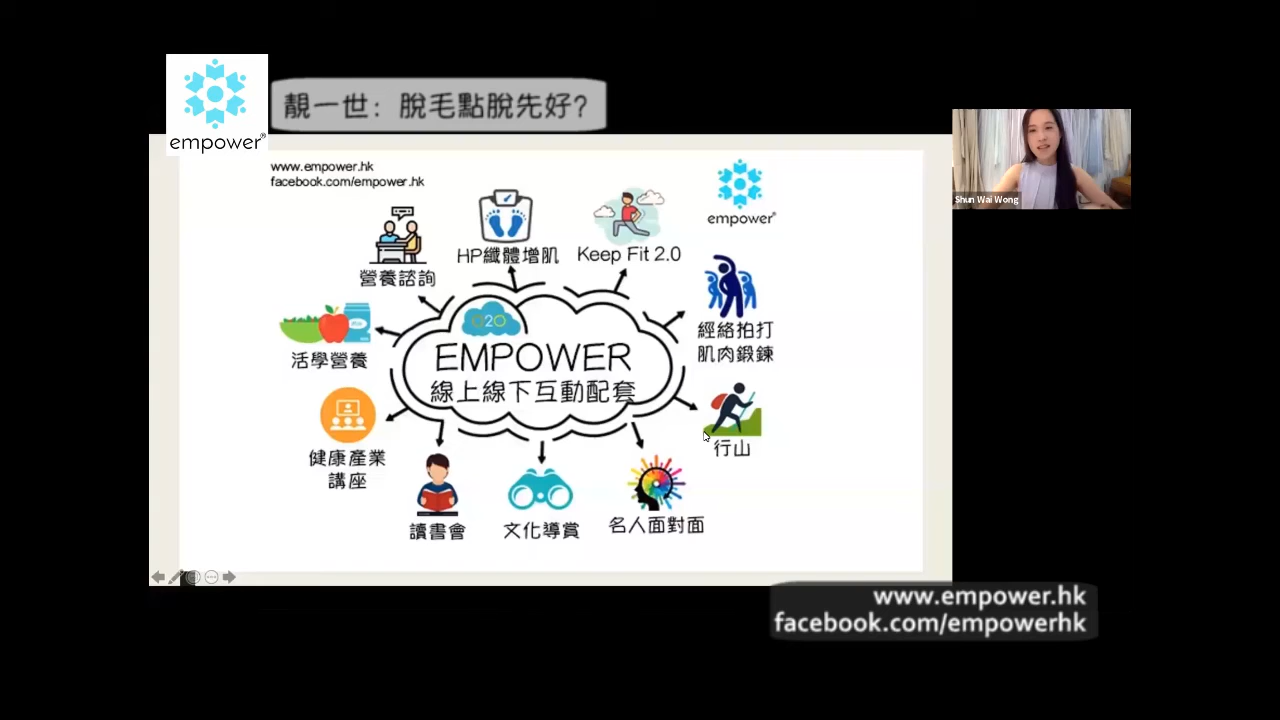 empower®
靚一世：脫毛點脫先好?
Shun Wai Wong
www.empower.hk
facebook.com/empower.hk
empower®
營養諮詢
HP纖體增肌
Keep Fit 2.0
經絡拍打
肌肉鍛鍊
活學營養
O2O
EMPOWER
線上線下互動配套
行山
健康產業
講座
讀書會
文化導賞
名人面對面
www.empower.hk
facebook.com/empowerhk